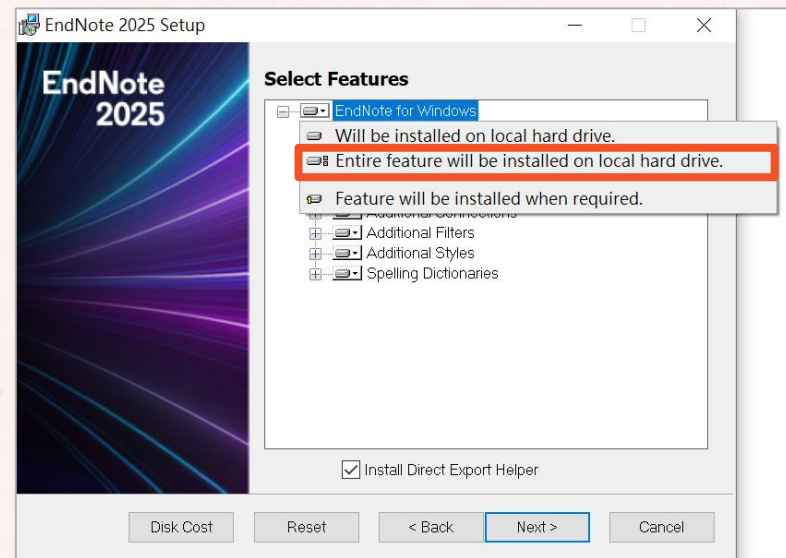 EndNote 2025 Setup
EndNote
2025
Select Features
EndNote for Windows
Will be installed on local hard drive.
Entire feature will be installed on local hard drive.
Feature will be installed when required.
Additional Connections
Additional Filters
Additional Styles
Spelling Dictionaries
Install Direct Export Helper
Disk Cost
Reset
< Back
Next >
Cancel